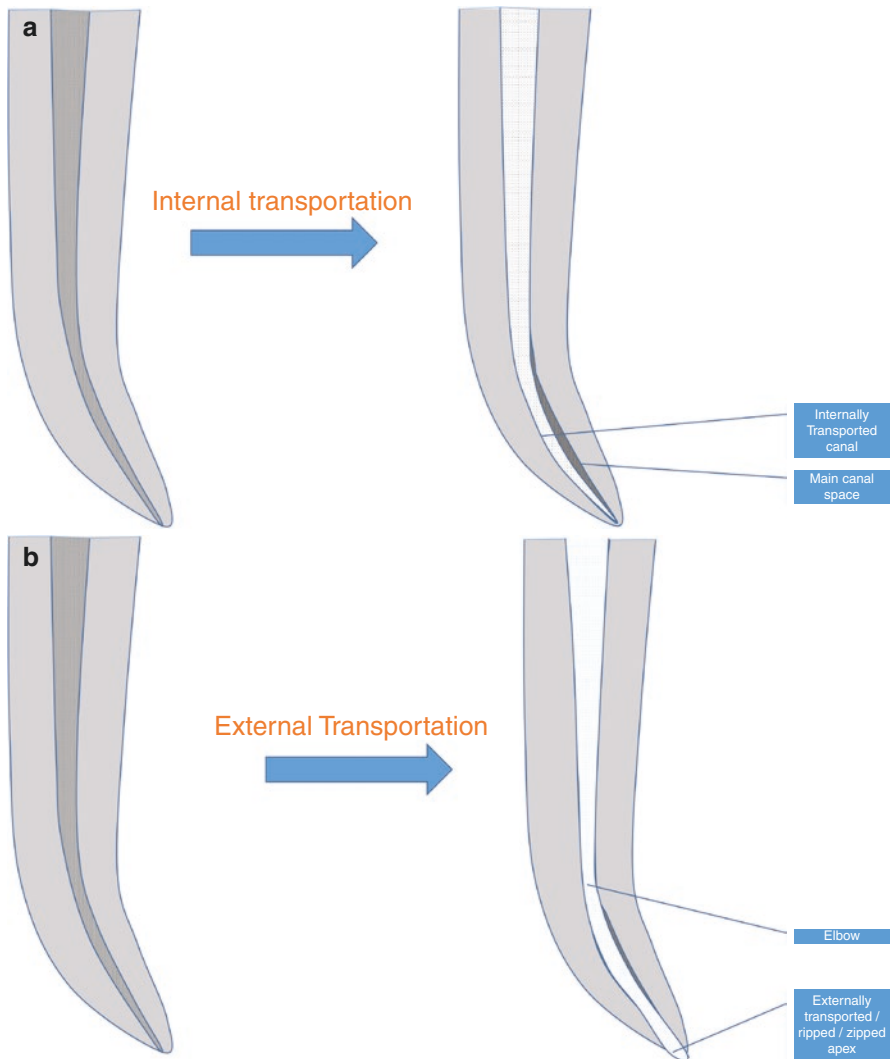 a
Internal transportation
Internally
Transported
canal
Main canal
space
b
External Transportation
Elbow
Externally
transported /
ripped / zipped
apex